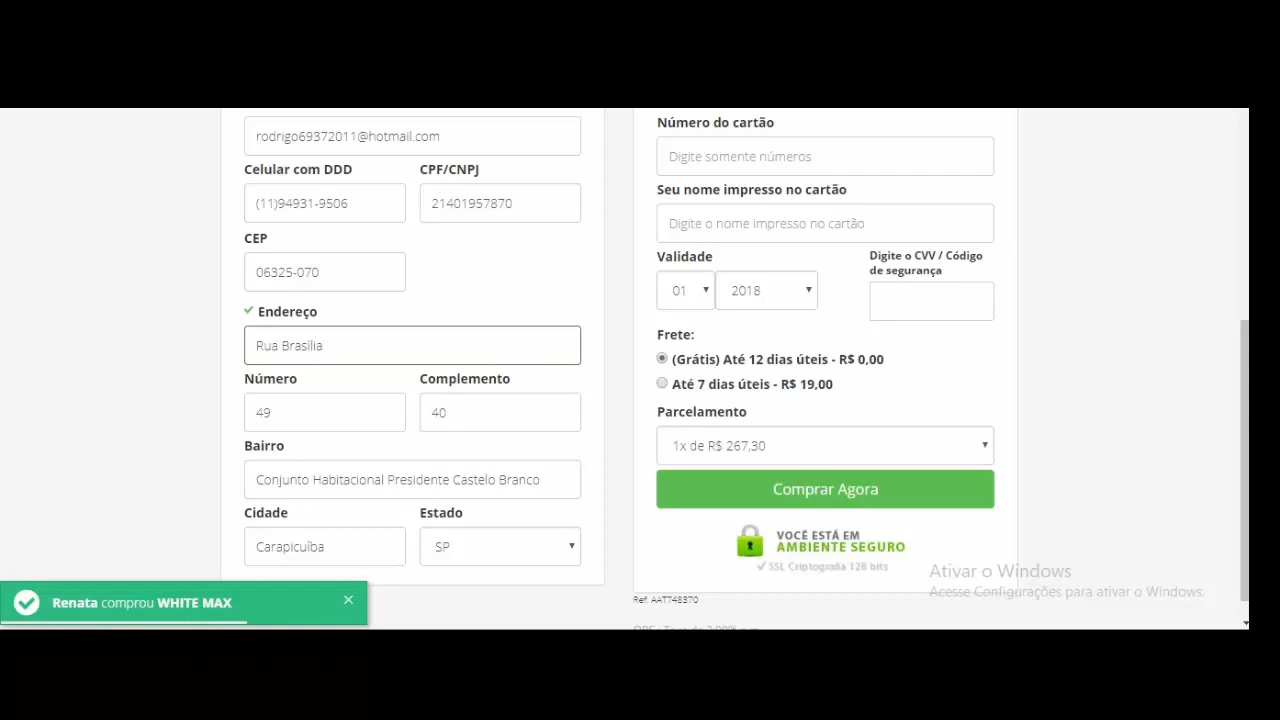 rodrigo69372011@hotmail.com
Celular com DDD CPF/CNPJ
(11)94931-9506 21401957870
CEP
06325-070
Endereço
Rua Brasília
Número Complemento
49 40
Bairro
Conjunto Habitacional Presidente Castelo Branco
Cidade Estado
Carapicuíba SP
Renata comprou WHITE MAX ×
Número do cartão
Digite somente números
Seu nome impresso no cartão
Digite o nome impresso no cartão
Validade
01 2018
Digite o CVV / Código
de segurança
Frete:
(Grátis) Até 12 dias úteis - R$ 0,00
Até 7 dias úteis - R$ 19,00
Parcelamento
1x de R$ 267,30
Comprar Agora
VOCÊ ESTÁ EM
AMBIENTE SEGURO
SSL Criptografia 128 bits
Ref: AAT748370
Ativar o Windows
Acesse Configurações para ativar o Windows.